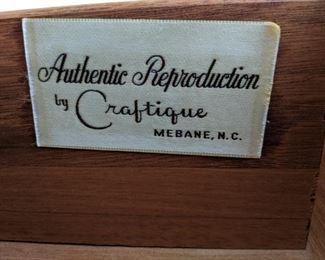 Authentic Reproduction
by Craftique
MEBANE, N.C.